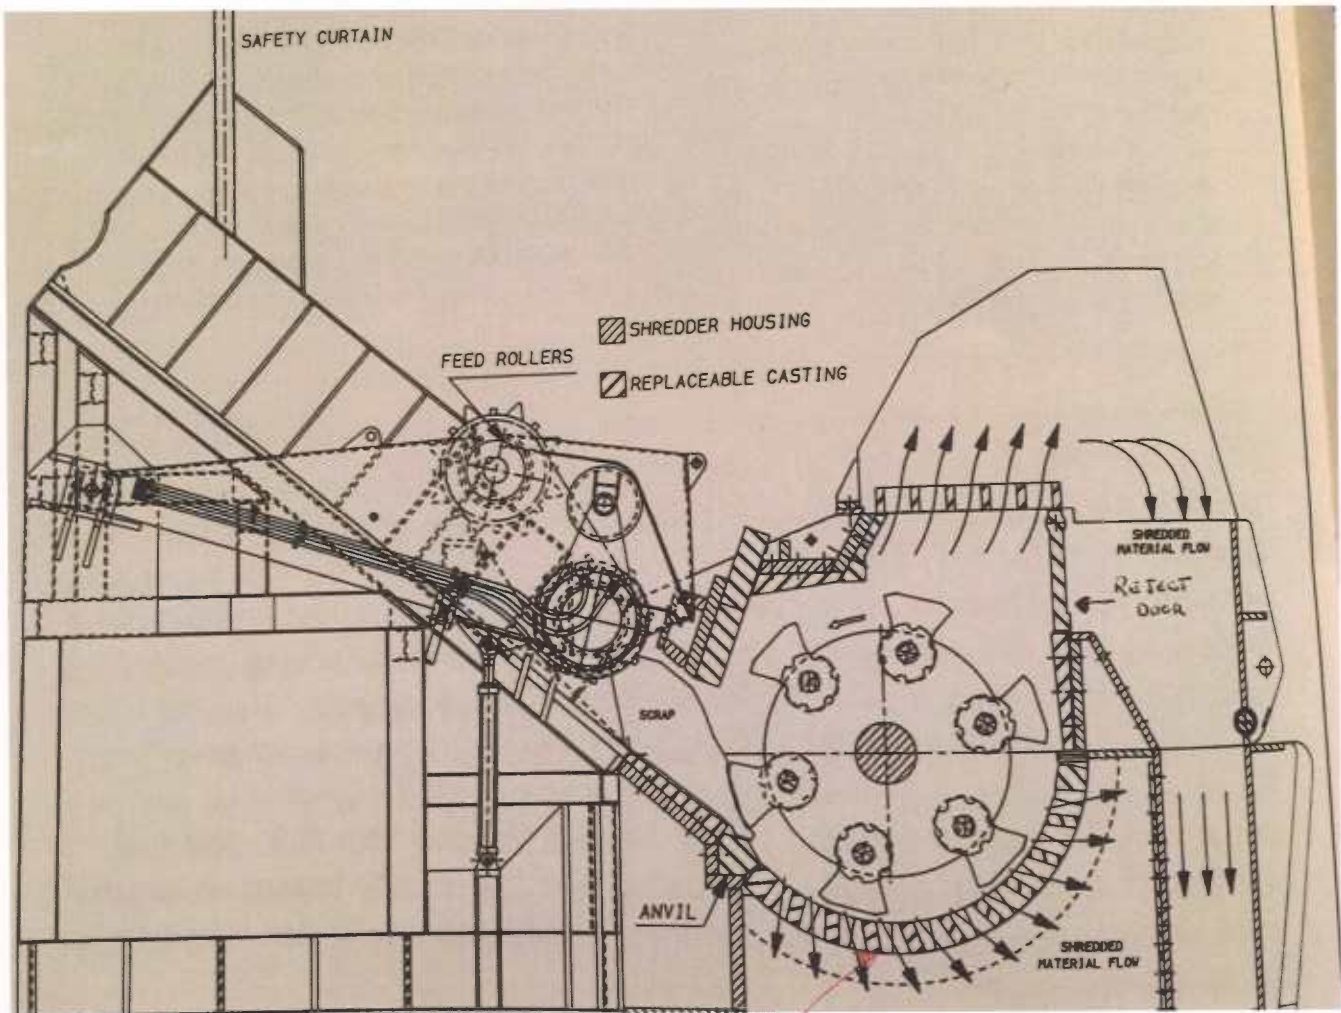 SAFETY CURTAIN
SHREDDER HOUSING
FEED ROLLERS
REPLACEABLE CASTING
SHREDDED
MATERIAL FLOW
REJECT
DOOR
SCRAP
ANVIL
SHREDDED
MATERIAL FLOW